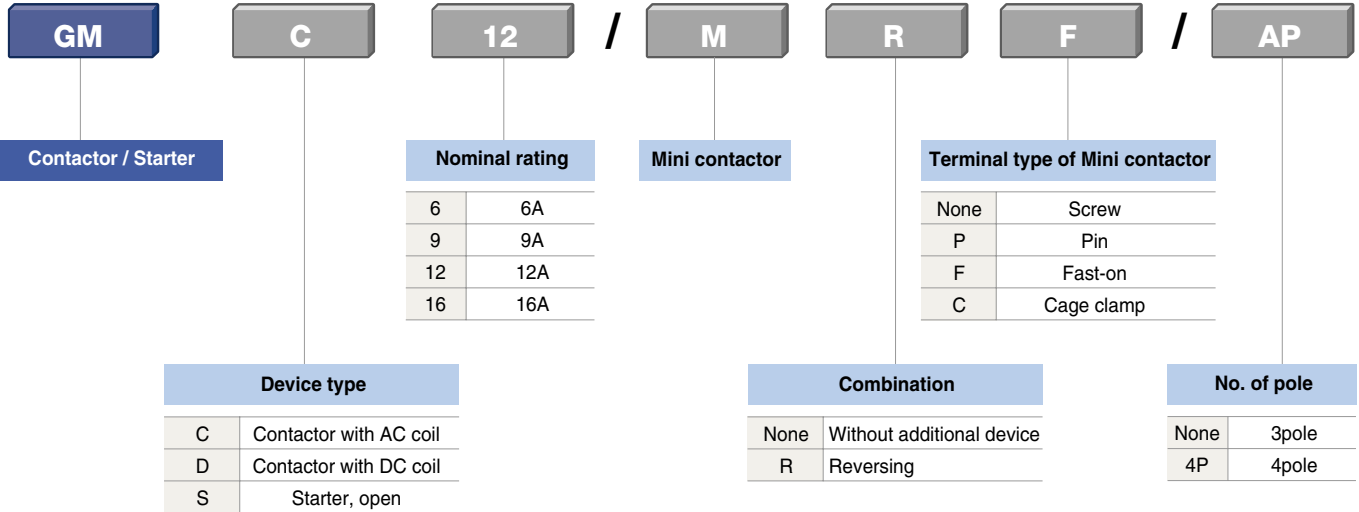 GM C 12 / M R F / AP
Contactor / Starter
Nominal rating
6 6A
9 9A
12 12A
16 16A
Mini contactor
Terminal type of Mini contactor
None Screw
P Pin
F Fast-on
C Cage clamp
Device type
C Contactor with AC coil
D Contactor with DC coil
S Starter, open
Combination
None Without additional device
R Reversing
No. of pole
None 3pole
4P 4pole